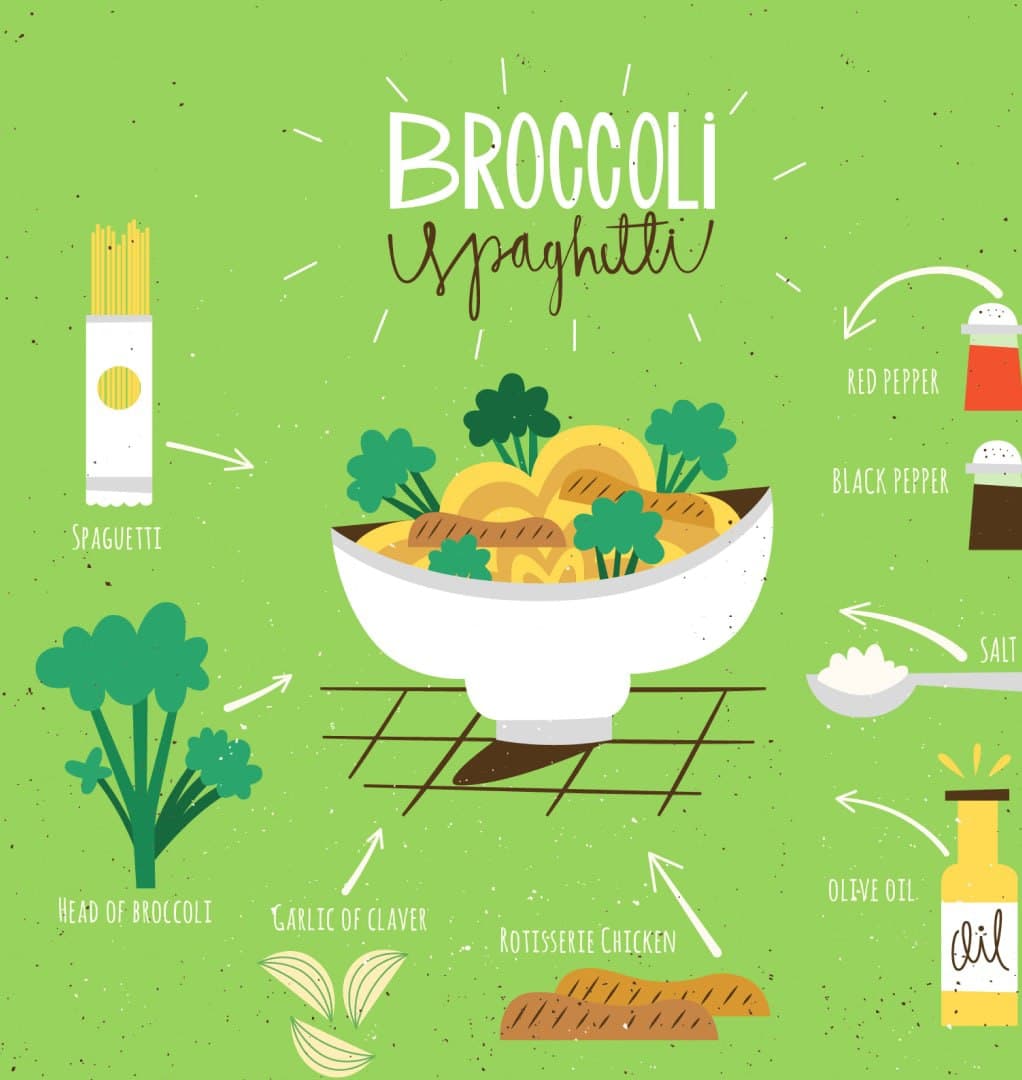 BROCCOLI
spaghetti
RED PEPPER
BLACK PEPPER
SPAGUETTI
SALT
HEAD OF BROCCOLI
GARLIC OF CLAVER
ROTISSERIE CHICKEN
OLIVE OIL
Oil